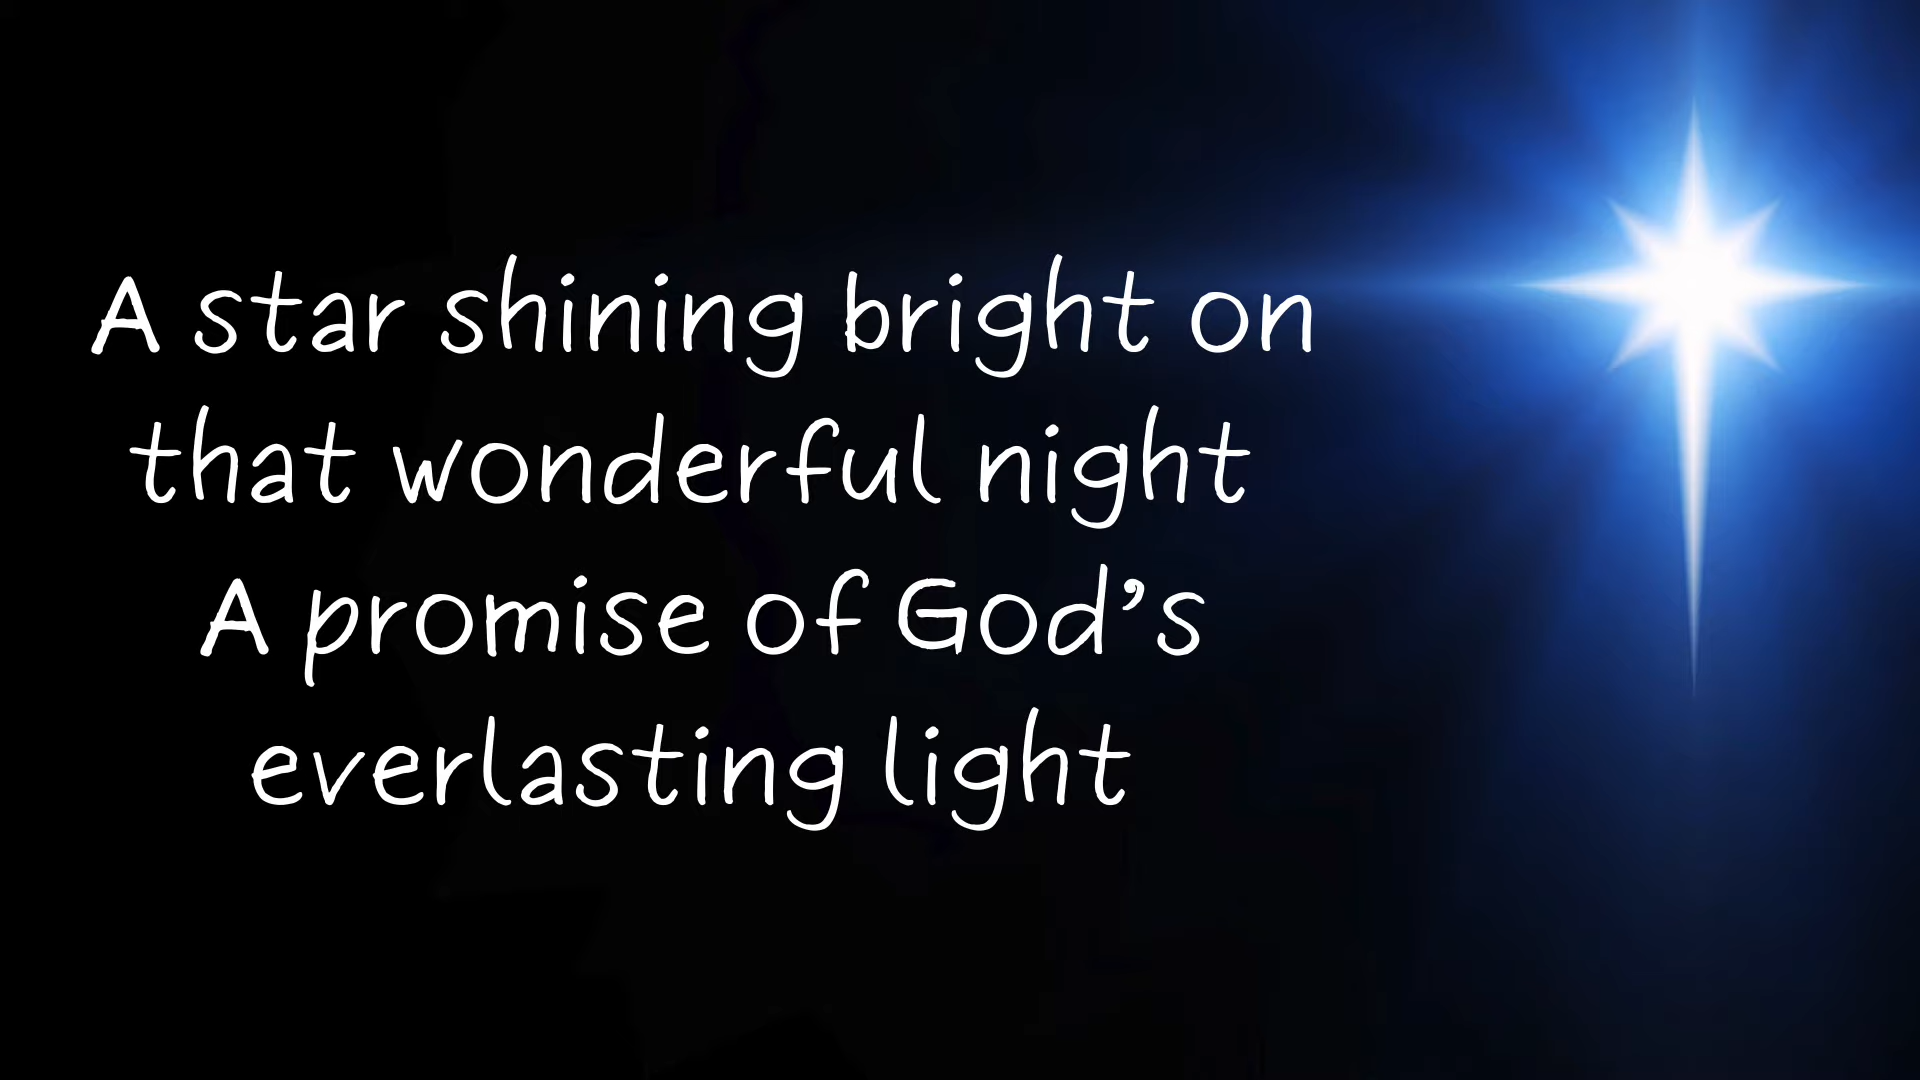 A star shining bright on
that wonderful night
A promise of God’s
everlasting light